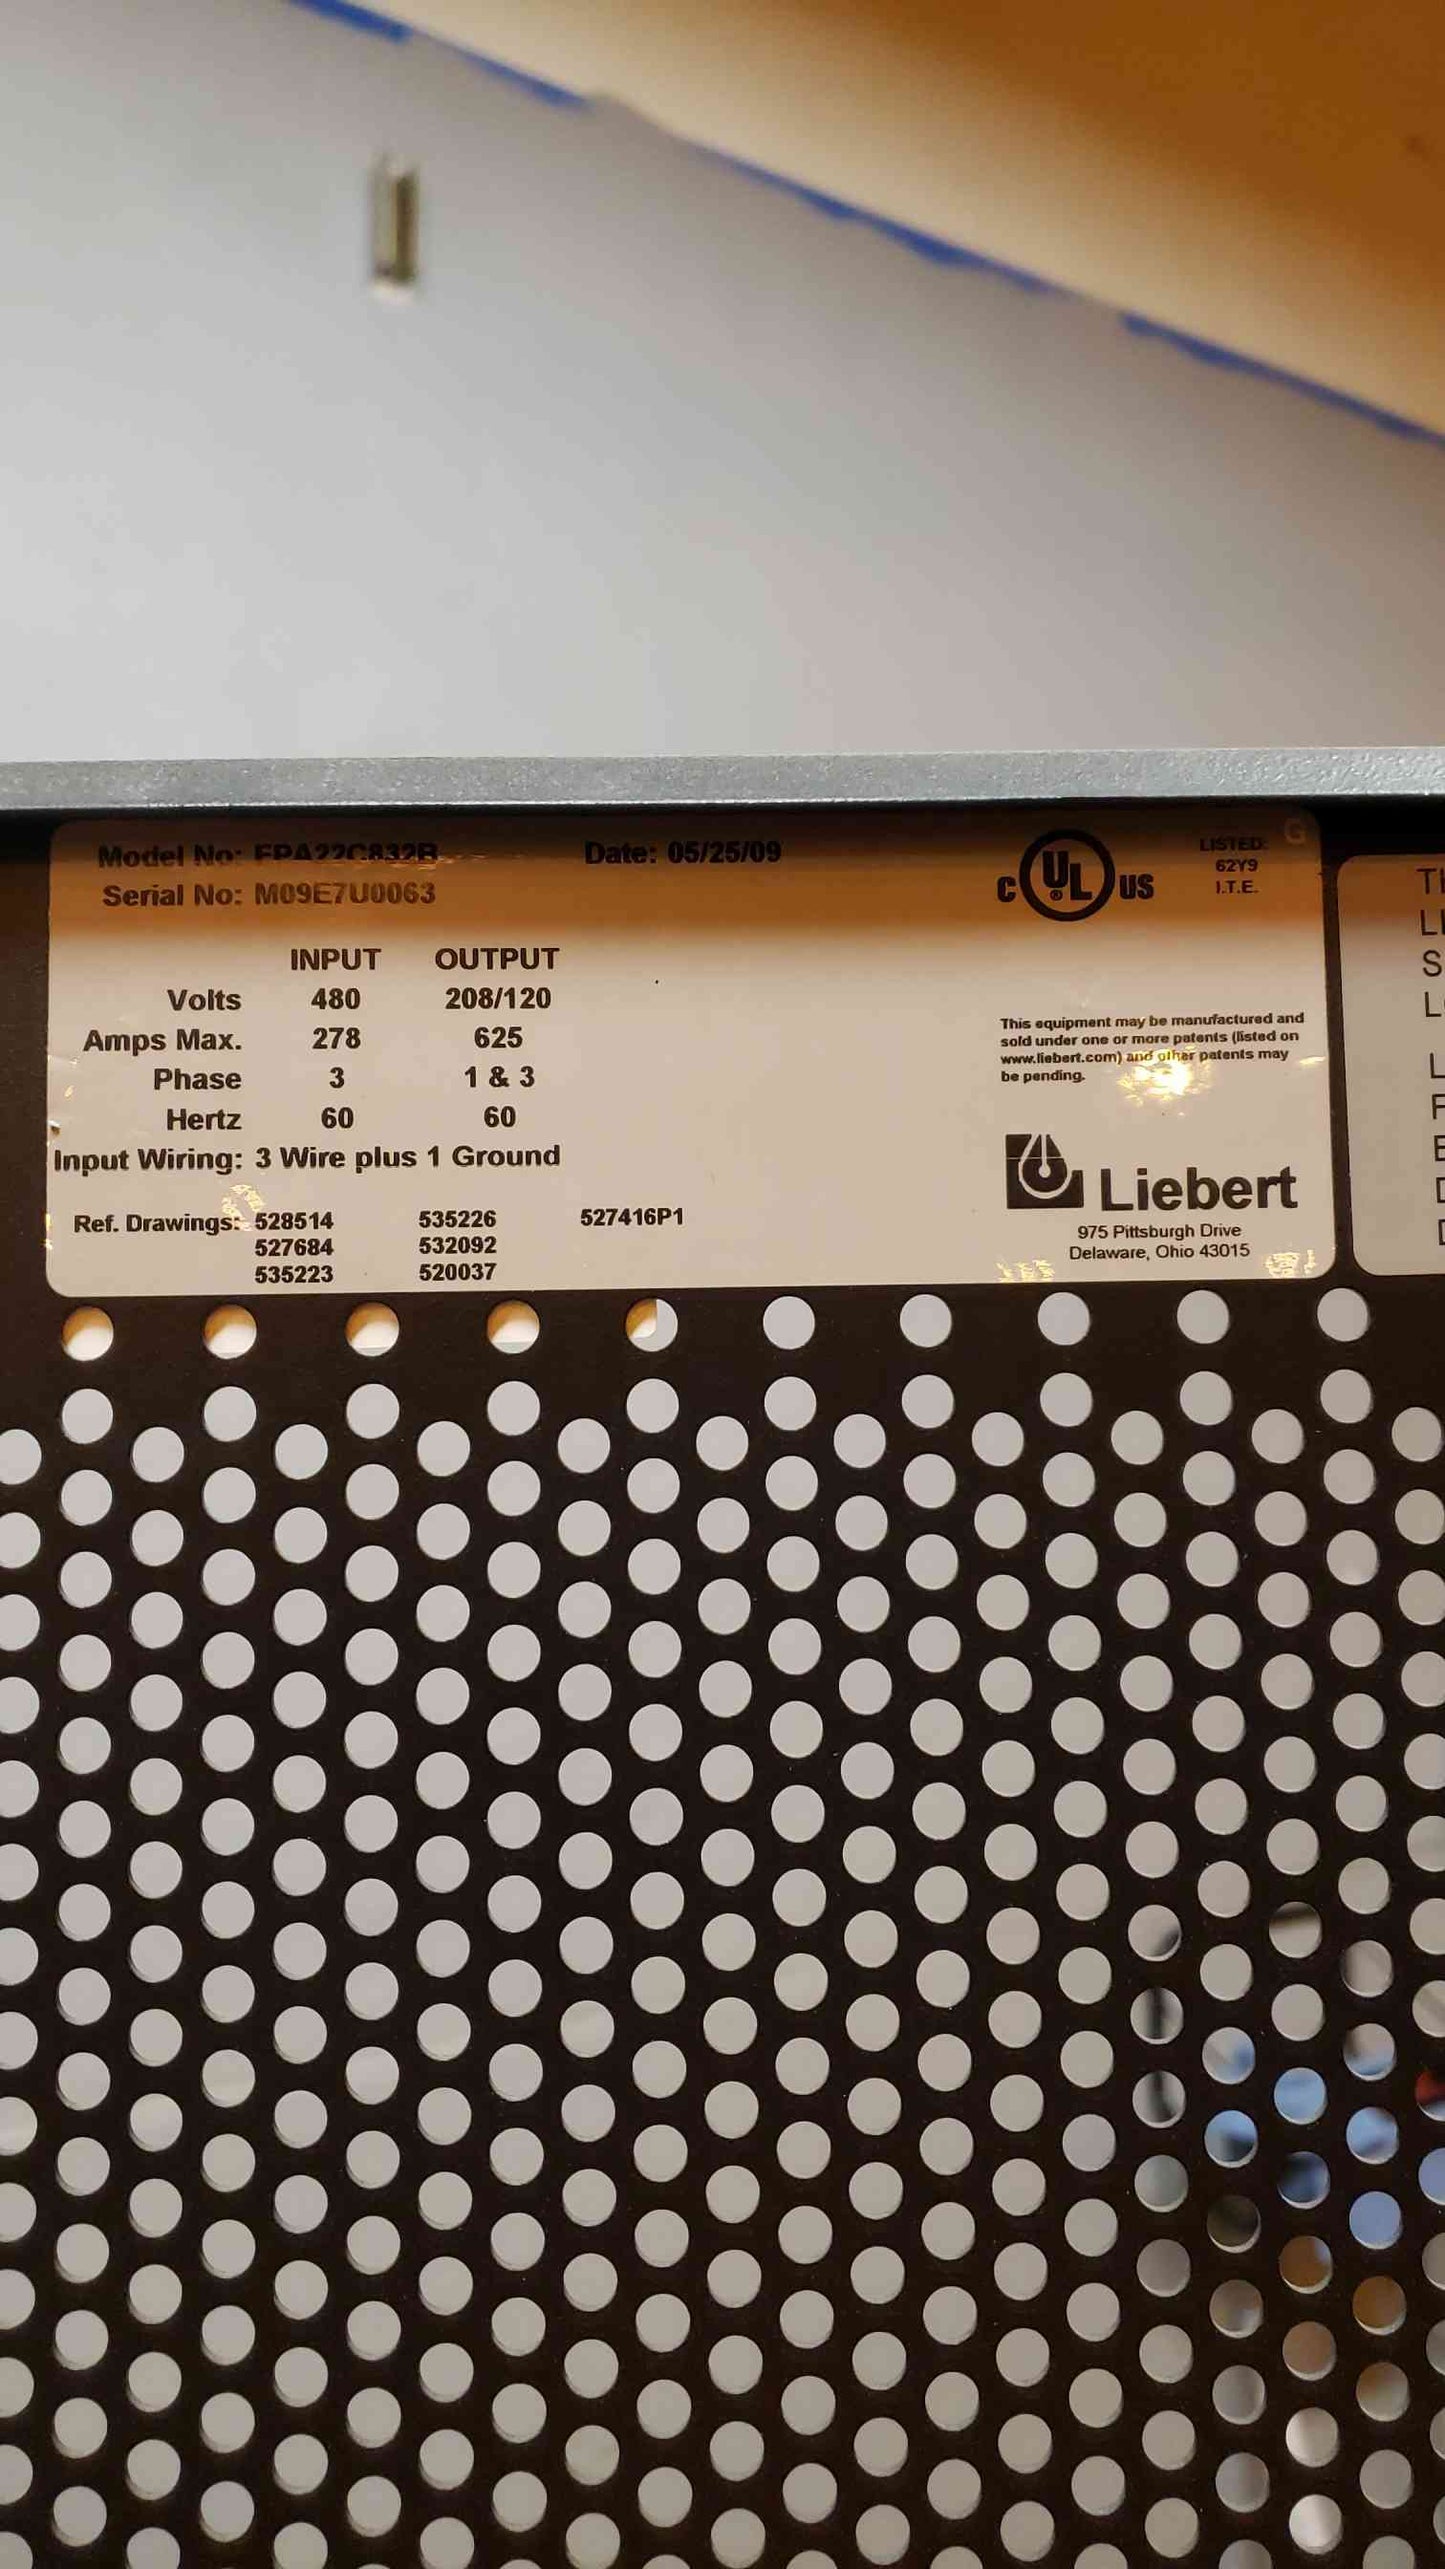 Model No: FPA22C832B Date: 05/25/09
Serial No: M09E7U0063
C UL ® US
LISTED:
62Y9
I.T.E.
G
INPUT OUTPUT
Volts 480 208/120
Amps Max. 278 625
Phase 3 1 & 3
Hertz 60 60
Input Wiring: 3 Wire plus 1 Ground
Ref. Drawings: 528514 535226 527416P1
527684 532092
535223 520037
This equipment may be manufactured and
sold under one or more patents (listed on
www.liebert.com) and other patents may
be pending.
Liebert
975 Pittsburgh Drive
Delaware, Ohio 43015